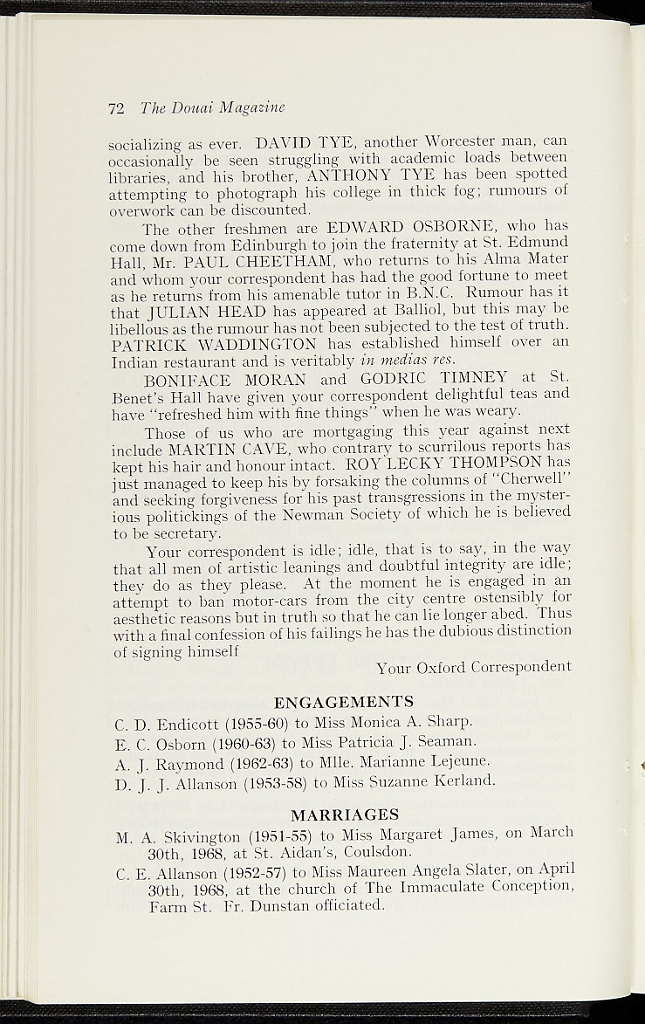 72 The Douai Magazine
socializing as ever. DAVID TYE, another Worcester man, can
occasionally be seen struggling with academic loads between
libraries, and his brother, ANTHONY TYE has been spotted
attempting to photograph his college in thick fog; rumours of
overwork can be discounted.
The other freshmen are EDWARD OSBORNE, who has
come down from Edinburgh to join the fraternity at St. Edmund
Hall, Mr. PAUL CHEETHAM, who returns to his Alma Mater
and whom your correspondent has had the good fortune to meet
as he returns from his amenable tutor in B.N.C. Rumour has it
that JULIAN HEAD has appeared at Balliol, but this may be
libellous as the rumour has not been subjected to the test of truth.
PATRICK WADDINGTON has established himself over an
Indian restaurant and is veritably in medias res.
BONIFACE MORAN and GODRIC TIMNEY at St.
Benet's Hall have given your correspondent delightful teas and
have "refreshed him with fine things" when he was weary.
Those of us who are mortgaging this year against next
include MARTIN CAVE, who contrary to scurrilous reports has
kept his hair and honour intact. ROY LECKY THOMPSON has
just managed to keep his by forsaking the columns of "Cherwell"
and seeking forgiveness for his past transgressions in the myster-
ious politickings of the Newman Society of which he is believed
to be secretary.
Your correspondent is idle; idle, that is to say, in the way
that all men of artistic leanings and doubtful integrity are idle;
they do as they please. At the moment he is engaged in an
attempt to ban motor-cars from the city centre ostensibly for
aesthetic reasons but in truth so that he can lie longer abed. Thus
with a final confession of his failings he has the dubious distinction
of signing himself
Your Oxford Correspondent
ENGAGEMENTS
C. D. Endicott (1955-60) to Miss Monica A. Sharp.
E. C. Osborn (1960-63) to Miss Patricia J. Seaman.
A. J. Raymond (1962-63) to Mlle. Marianne Lejeune.
D. J. J. Allanson (1953-58) to Miss Suzanne Kerland.
MARRIAGES
M. A. Skivington (1951-55) to Miss Margaret James, on March
30th, 1968, at St. Aidan's, Coulsdon.
C. E. Allanson (1952-57) to Miss Maureen Angela Slater, on April
30th, 1968, at the church of The Immaculate Conception,
Farm St. Fr. Dunstan officiated.